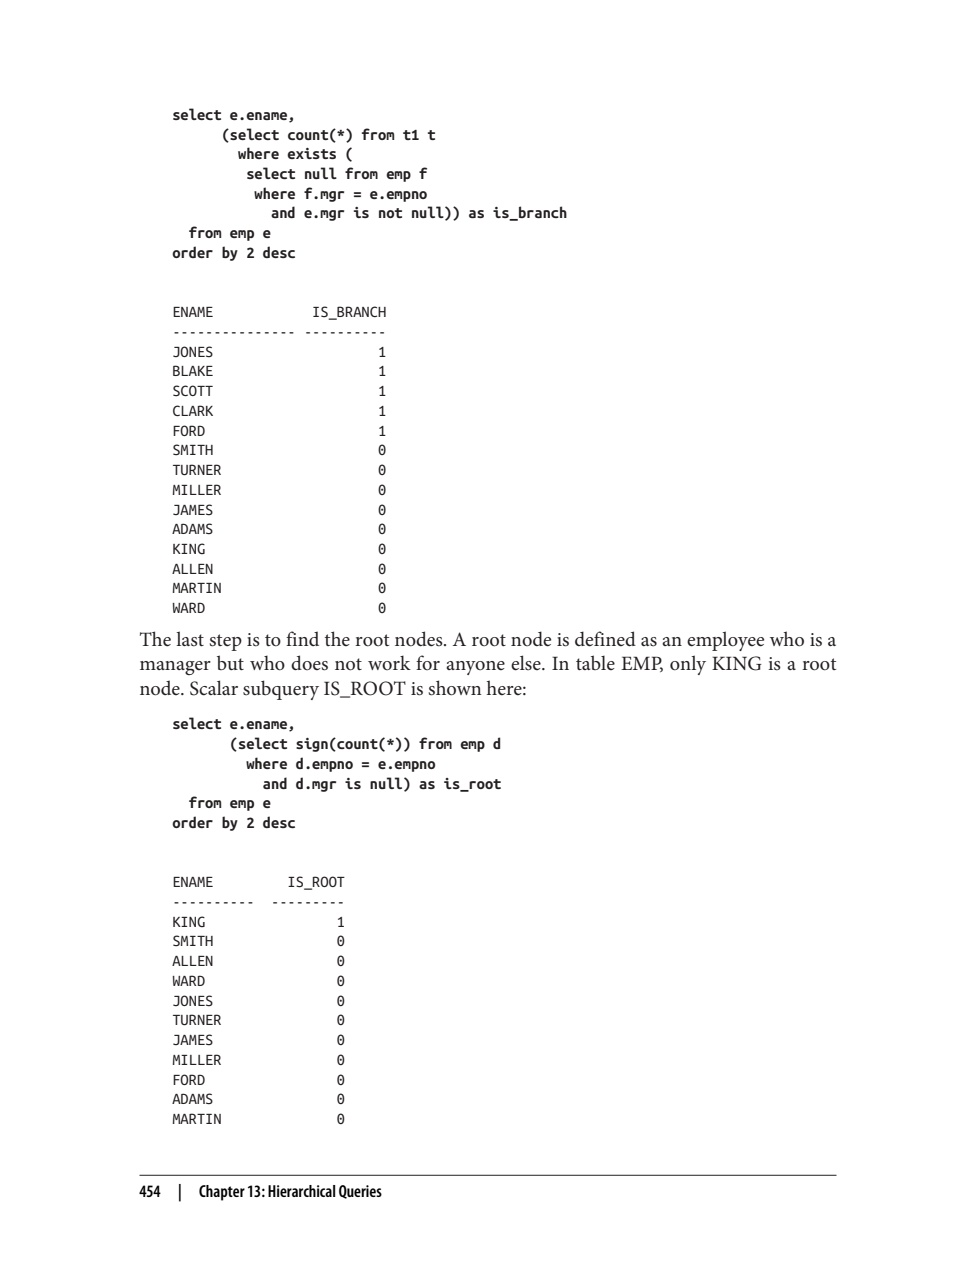 select e.ename,
      (select count(*) from t1 t
        where exists (
         select null from emp f
          where f.mgr = e.empno
            and e.mgr is not null)) as is_branch
  from emp e
order by 2 desc
ENAME            IS_BRANCH
--------------- ----------
JONES                    1
BLAKE                    1
SCOTT                    1
CLARK                    1
FORD                     1
SMITH                    0
TURNER                   0
MILLER                   0
JAMES                    0
ADAMS                    0
KING                     0
ALLEN                    0
MARTIN                   0
WARD                     0
The last step is to find the root nodes. A root node is defined as an employee who is a
manager but who does not work for anyone else. In table EMP, only KING is a root
node. Scalar subquery IS_ROOT is shown here:
select e.ename,
       (select sign(count(*)) from emp d
         where d.empno = e.empno
           and d.mgr is null) as is_root
  from emp e
order by 2 desc
ENAME         IS_ROOT
----------  ---------
KING                1
SMITH               0
ALLEN               0
WARD                0
JONES               0
TURNER              0
JAMES               0
MILLER              0
FORD                0
ADAMS               0
MARTIN              0
454 | Chapter 13: Hierarchical Queries